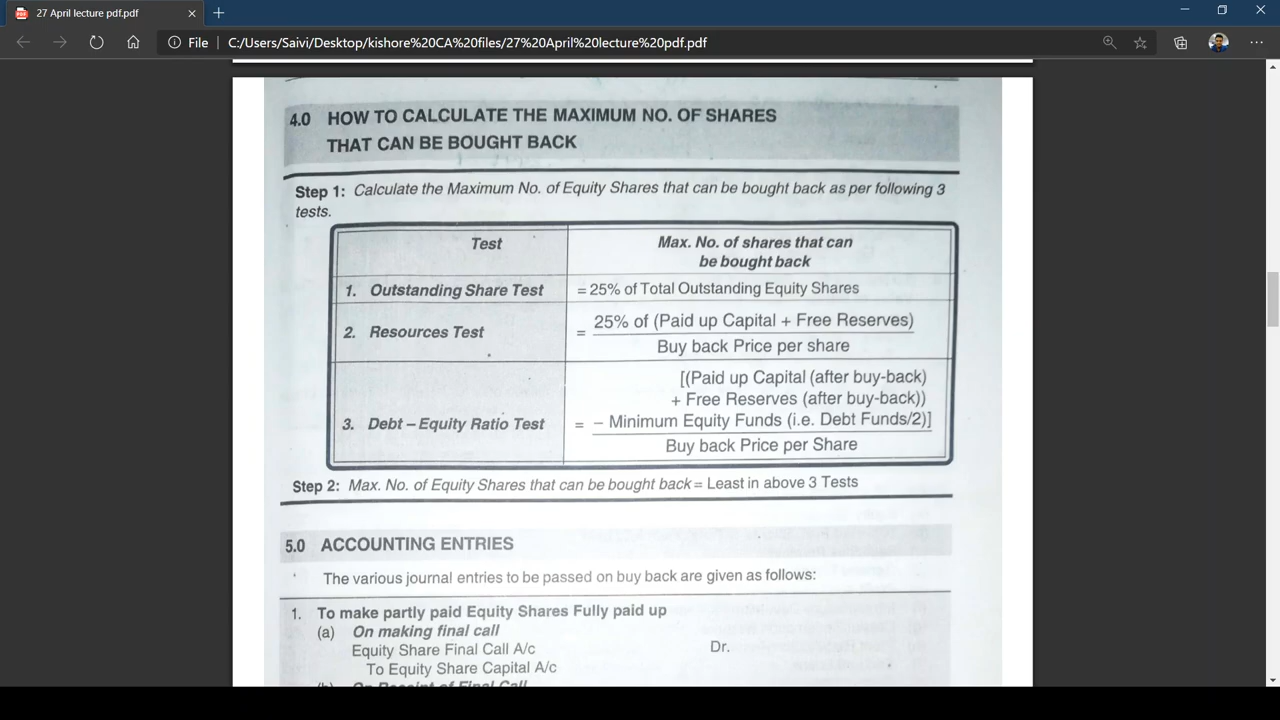 27 April lecture pdf.pdf
File
C:/Users/Saivi/Desktop/kishore%20CA%20files/27%20April%20lecture%20pdf.pdf
4.0 HOW TO CALCULATE THE MAXIMUM NO. OF SHARES
THAT CAN BE BOUGHT BACK
Step 1: Calculate the Maximum No. of Equity Shares that can be bought back as per following 3
tests.
Test
Max. No. of shares that can
be bought back
1. Outstanding Share Test
= 25% of Total Outstanding Equity Shares
2. Resources Test
= 25% of (Paid up Capital + Free Reserves)
Buy back Price per share
3. Debt – Equity Ratio Test
[(Paid up Capital (after buy-back)
+ Free Reserves (after buy-back))
= – Minimum Equity Funds (i.e. Debt Funds/2)]
Buy back Price per Share
Step 2: Max. No. of Equity Shares that can be bought back = Least in above 3 Tests
5.0 ACCOUNTING ENTRIES
The various journal entries to be passed on buy back are given as follows:
1. To make partly paid Equity Shares Fully paid up
(a) On making final call
Equity Share Final Call A/c Dr.
To Equity Share Capital A/c
(b) On Receipt of Final Call